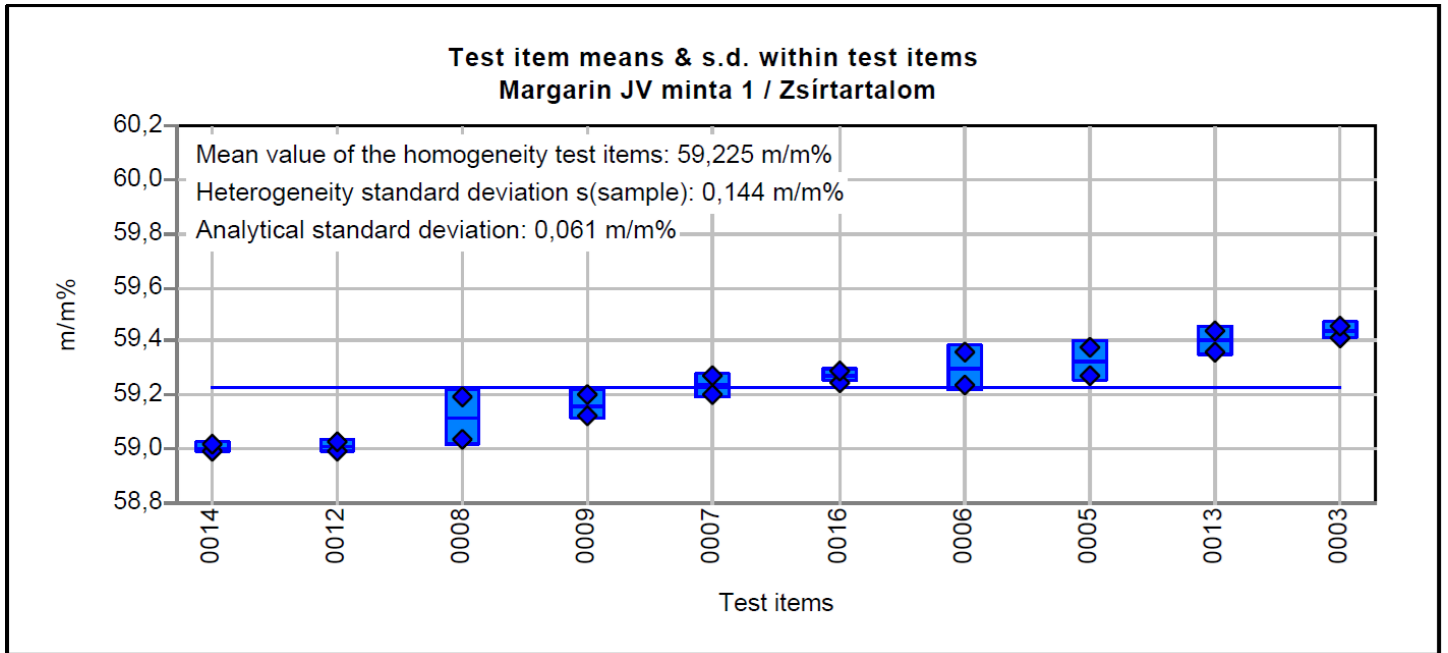 Test item means & s.d. within test items
Margarin JV minta 1 / Zsírtartalom
60,2
60,0
59,8
59,6
59,4
59,2
59,0
58,8
m/m%
Mean value of the homogeneity test items: 59,225 m/m%
Heterogeneity standard deviation s(sample): 0,144 m/m%
Analytical standard deviation: 0,061 m/m%
0014
0012
0008
0009
0007
0016
0006
0005
0013
0003
Test items